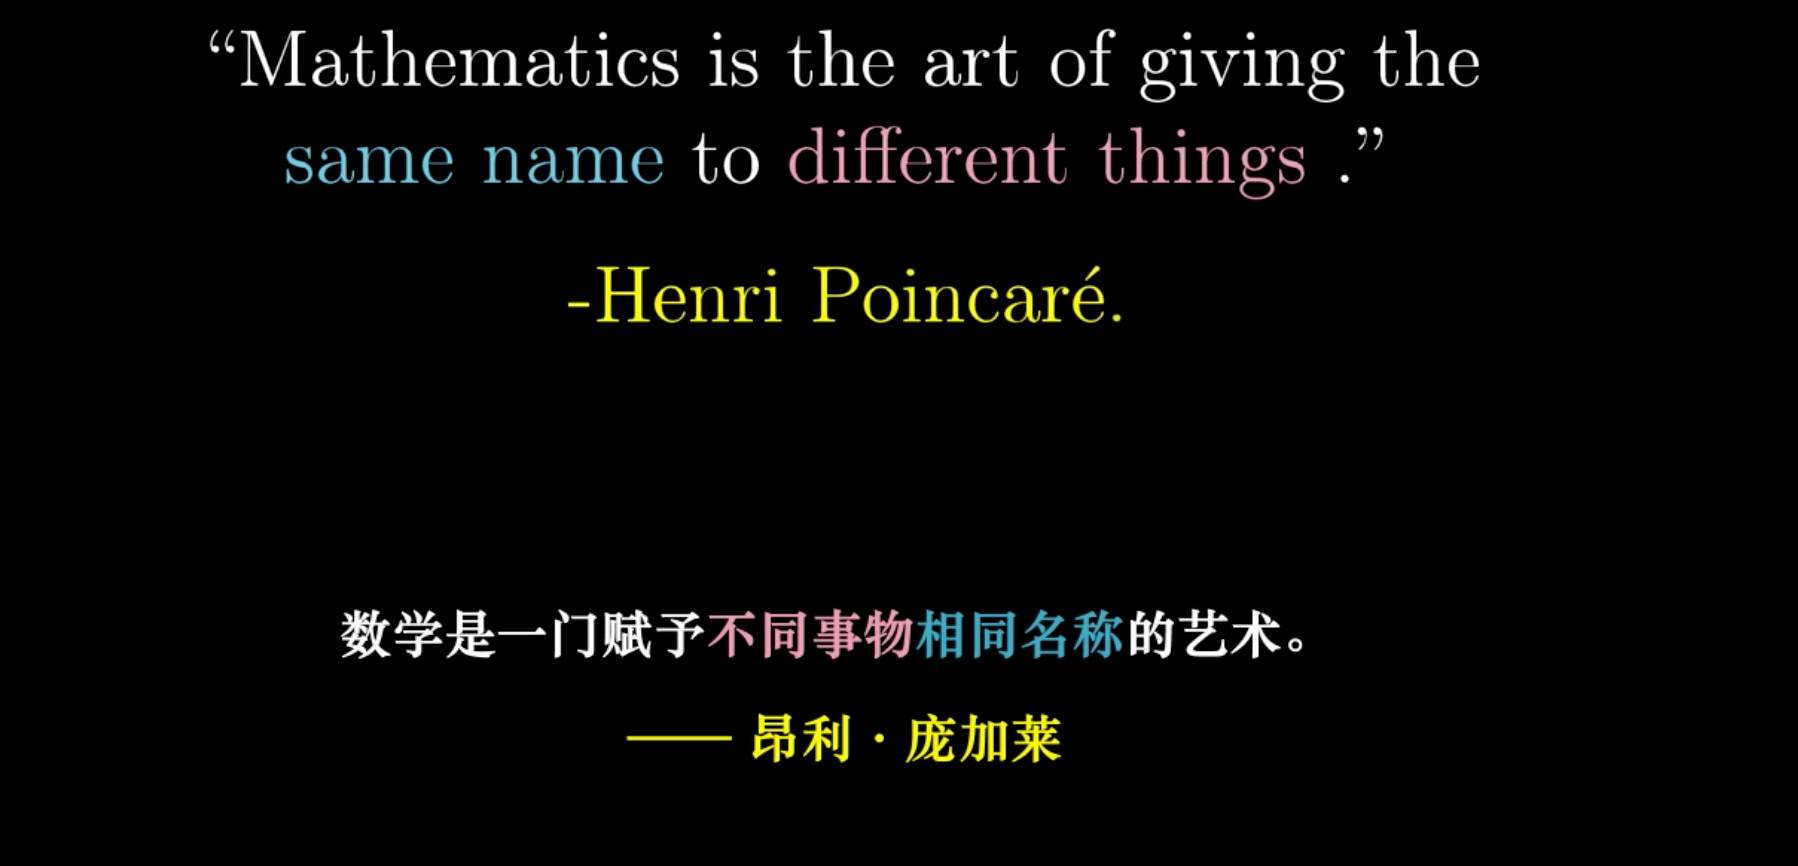 “Mathematics is the art of giving the
same name to different things .”
-Henri Poincaré.
数学是一门赋予不同事物相同名称的艺术。
—— 昂利 · 庞加莱